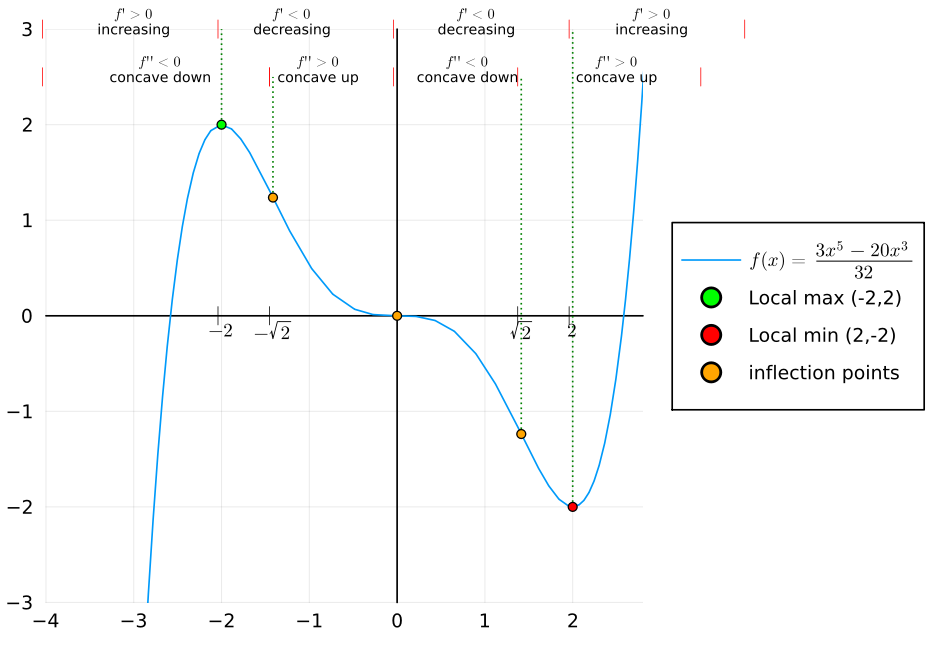 f' > 0 f' < 0 f' < 0 f' > 0
increasing decreasing decreasing increasing
f'' < 0 f'' > 0 f'' < 0 f'' > 0
concave down concave up concave down concave up
3
2
1
0
−1
−2
−3
−2 −√2 √2 2
−4 −3 −2 −1 0 1 2
f(x) = (3x⁵ − 20x³)/32
Local max (-2,2)
Local min (2,-2)
inflection points